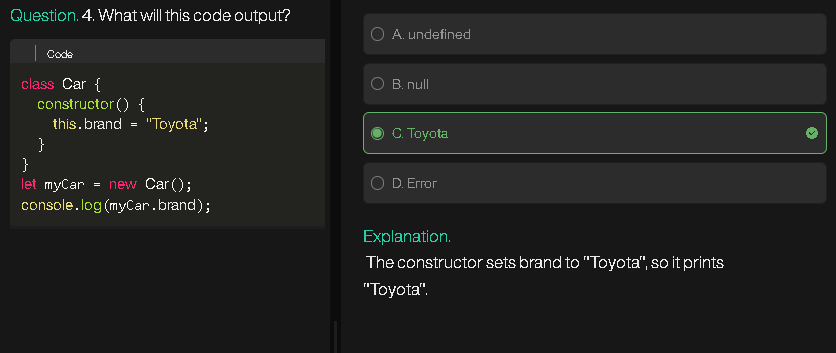 Question. 4. What will this code output?
Code
class Car {
constructor() {
this.brand = "Toyota";
}
}
let myCar = new Car();
console.log(myCar.brand);
A. undefined
B. null
C. Toyota
D. Error
Explanation.
The constructor sets brand to "Toyota", so it prints
"Toyota".